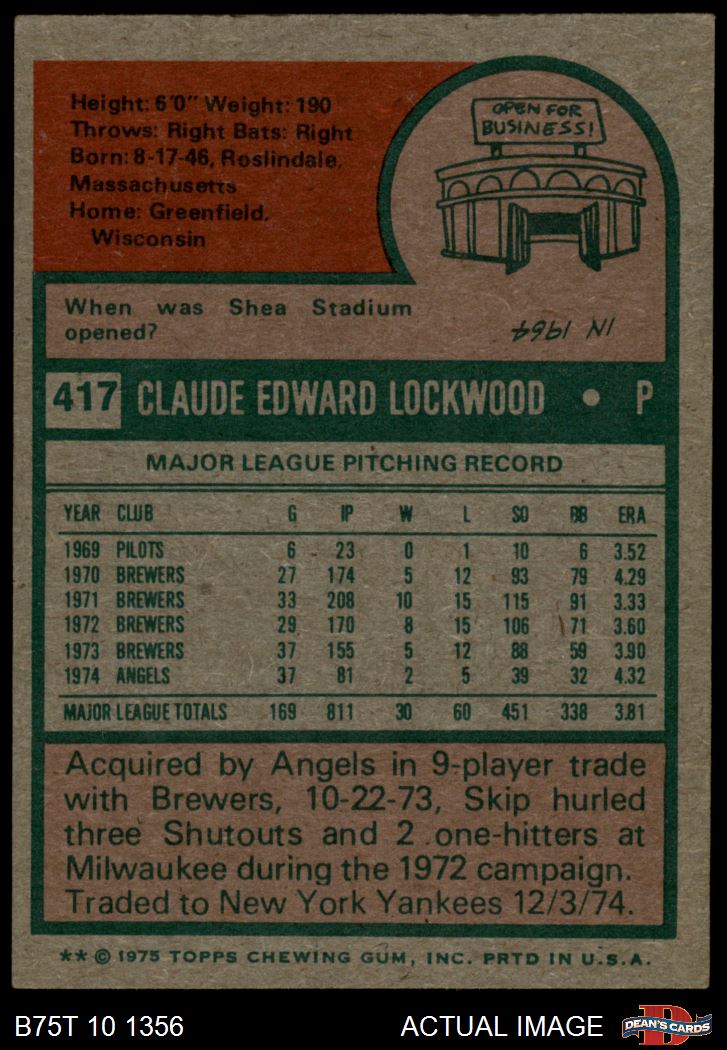 Height: 6'0" Weight: 190
Throws: Right Bats: Right
Born: 8-17-46, Roslindale,
Massachusetts
Home: Greenfield,
Wisconsin
OPEN FOR
BUSINESS!
When was Shea Stadium
opened?
IN 1964
417 CLAUDE EDWARD LOCKWOOD • P
MAJOR LEAGUE PITCHING RECORD
YEAR CLUB G IP W L SO BB ERA
1969 PILOTS 6 23 0 1 10 6 3.52
1970 BREWERS 27 174 5 12 93 79 4.29
1971 BREWERS 33 208 10 15 115 91 3.33
1972 BREWERS 29 170 8 15 106 71 3.60
1973 BREWERS 37 155 5 12 88 59 3.90
1974 ANGELS 37 81 2 5 39 32 4.32
MAJOR LEAGUE TOTALS 169 811 30 60 451 338 3.81
Acquired by Angels in 9-player trade
with Brewers, 10-22-73, Skip hurled
three Shutouts and 2 one-hitters at
Milwaukee during the 1972 campaign.
Traded to New York Yankees 12/3/74.
** © 1975 TOPPS CHEWING GUM, INC. PRTD IN U.S.A.
B75T 10 1356 ACTUAL IMAGE
D
DEAN'S CARDS